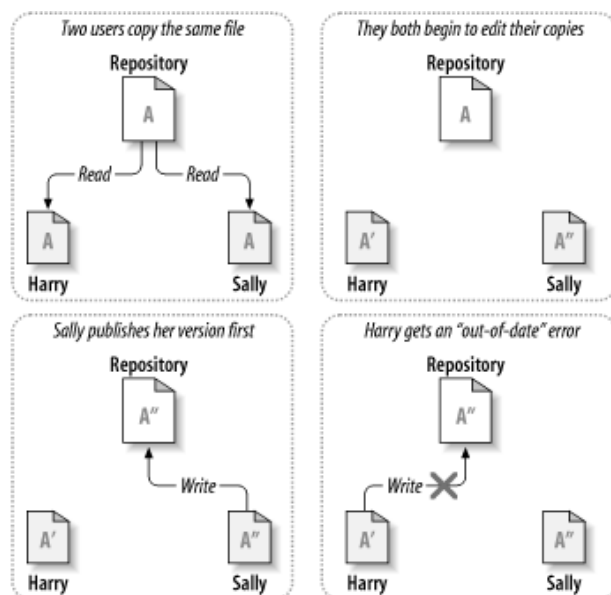 Two users copy the same file
Repository
A
Read
Read
A
A
Harry
Sally
They both begin to edit their copies
Repository
A
A'
A"
Harry
Sally
Sally publishes her version first
Repository
A"
Write
A'
A"
Harry
Sally
Harry gets an "out-of-date" error
Repository
A"
Write
A'
A"
Harry
Sally